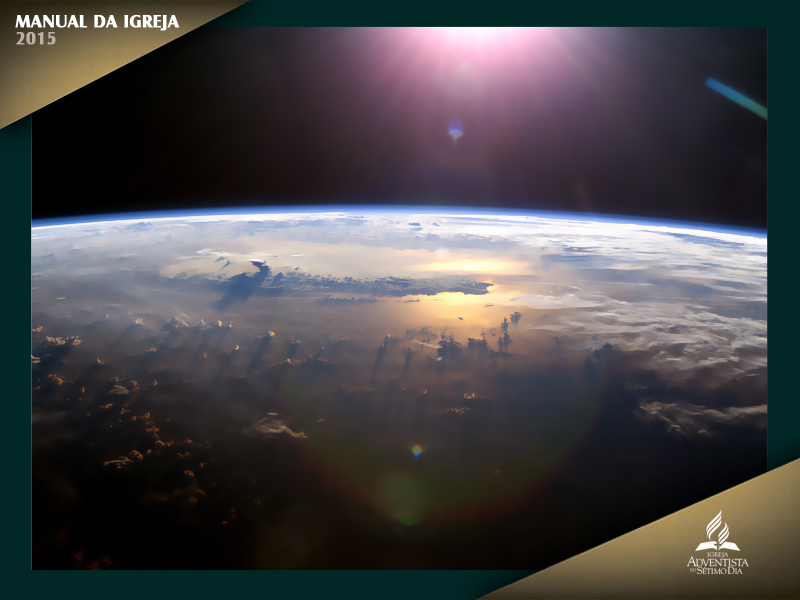 MANUAL DA IGREJA
2015
IGREJA
ADVENTISTA
DO SÉTIMO DIA